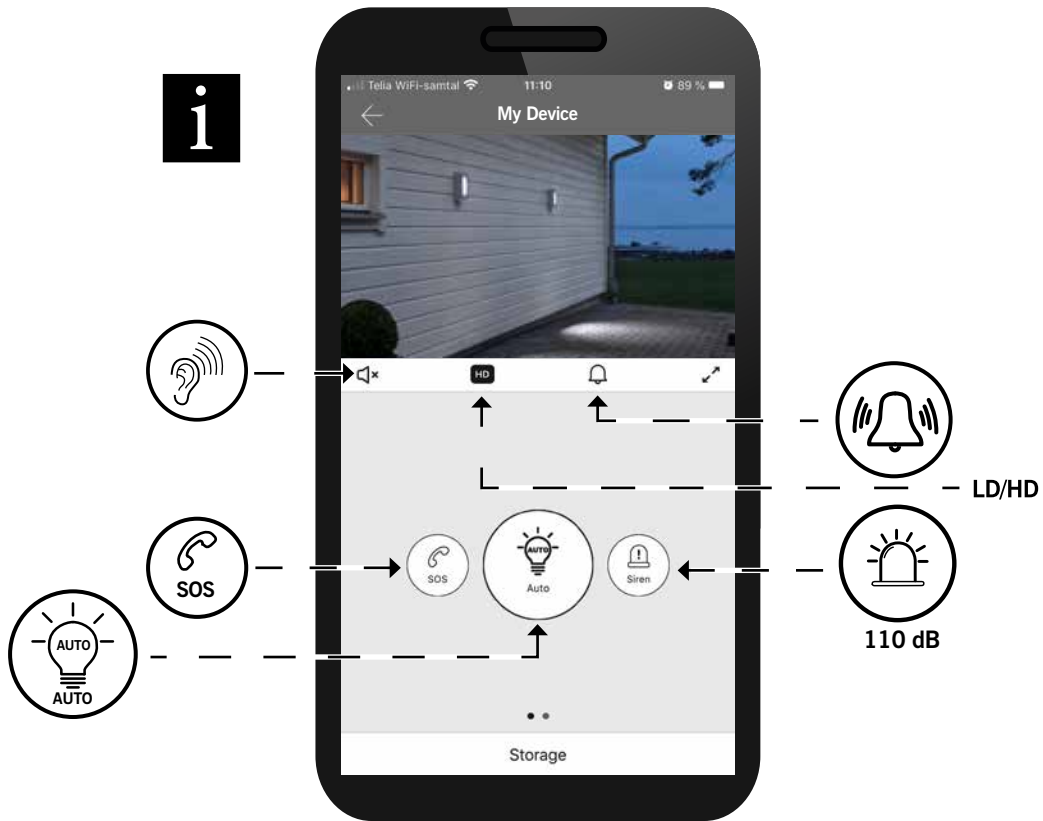 i
Telia WiFi-samtal 11:10 89 %
My Device
HD
LD/HD
SOS
SOS
AUTO
Auto
Siren
110 dB
AUTO
AUTO
Storage